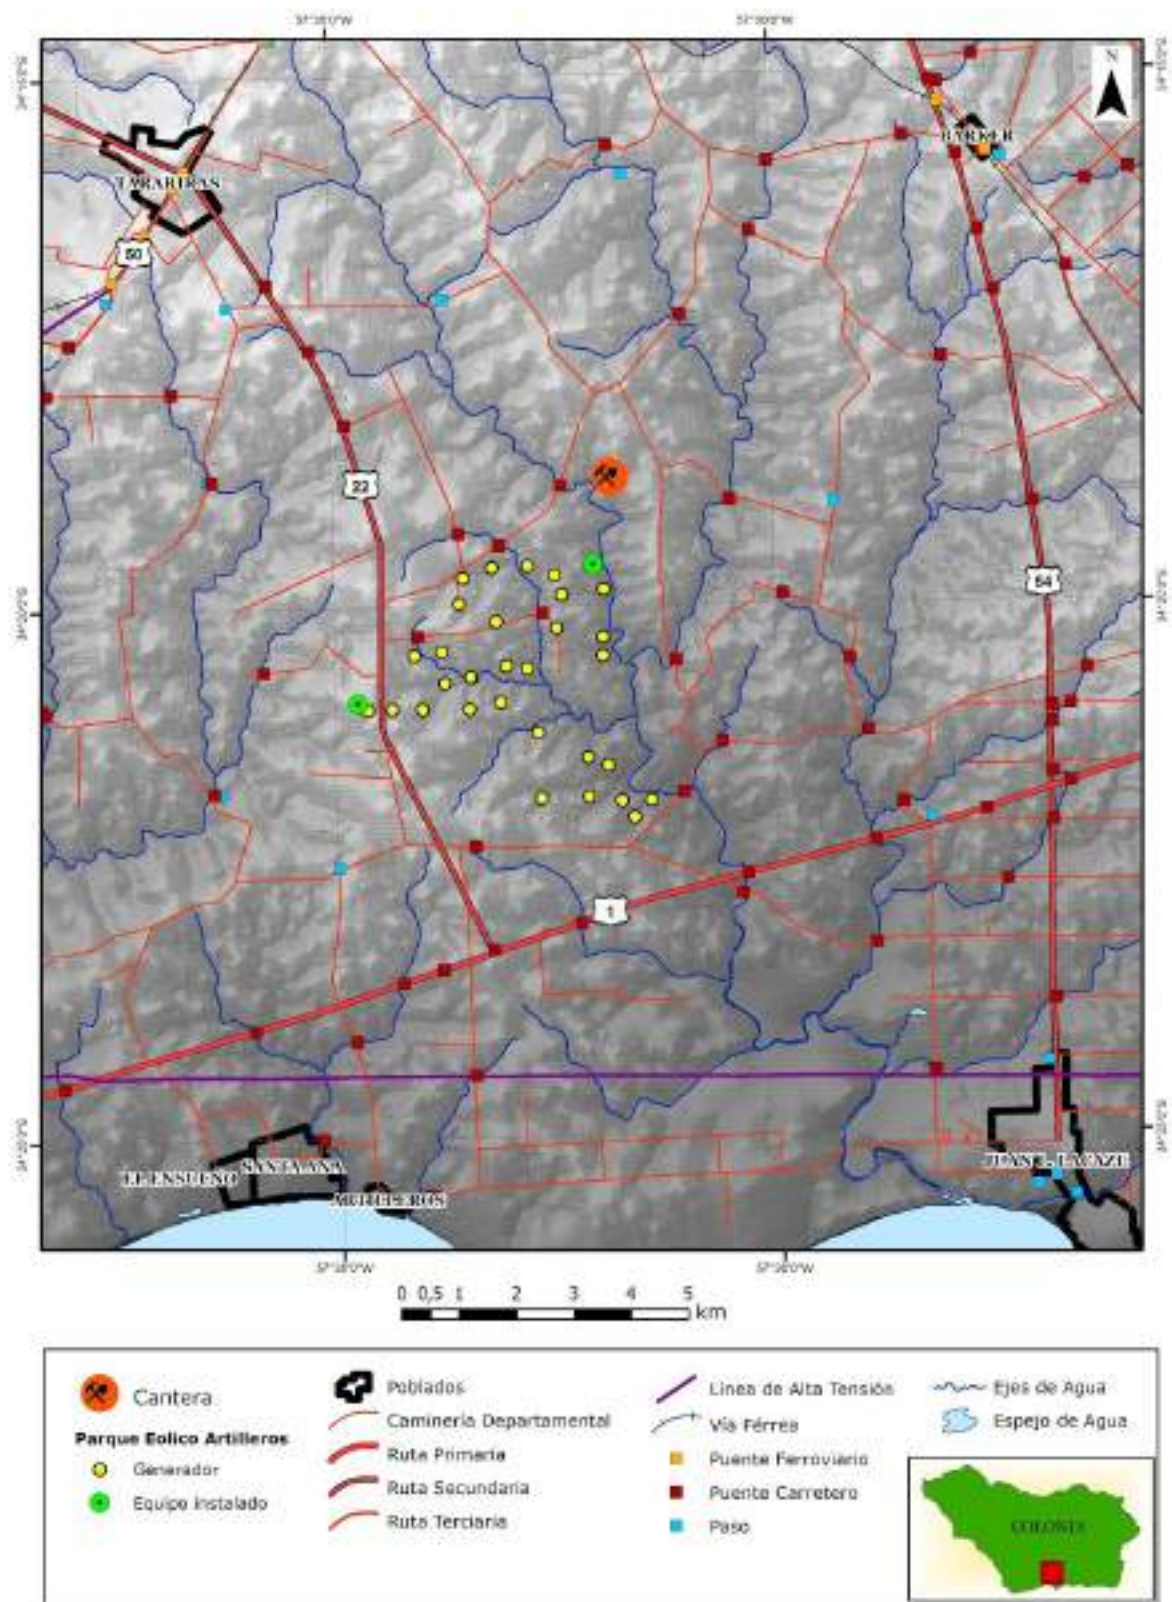 N
BARKER
TARARIRAS
50
22
54
1
EL ENSUEÑO
SANTA ANA
ARTILLEROS
JUAN L. LACAZE
0 0,5 1 2 3 4 5
km
Cantera
Parque Eolico Artilleros
Generador
Equipo instalado
Poblados
Caminería Departamental
Ruta Primaria
Ruta Secundaria
Ruta Terciaria
Linea de Alta Tensión
Vía Férrea
Puente Ferroviario
Puente Carretero
Paso
Ejes de Agua
Espejo de Agua
COLONIA